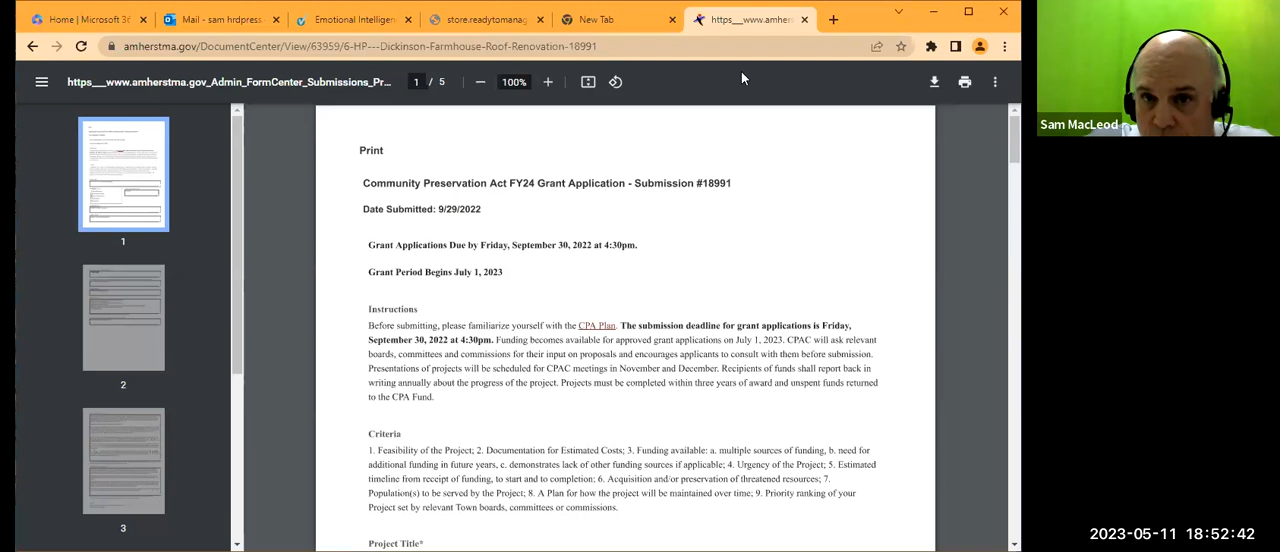 Home | Microsoft 36
Mail - sam hrdpress.
Emotional Intelligen
store.readytomanag
New Tab
https__www.amhers
amherstma.gov/DocumentCenter/View/63959/6-HP---Dickinson-Farmhouse-Roof-Renovation-18991
https__www.amherstma.gov_Admin_FormCenter_Submissions_Pr...
1 / 5
100%
Print
Community Preservation Act FY24 Grant Application - Submission #18991
Date Submitted: 9/29/2022
Grant Applications Due by Friday, September 30, 2022 at 4:30pm.
Grant Period Begins July 1, 2023
Instructions
Before submitting, please familiarize yourself with the CPA Plan. The submission deadline for grant applications is Friday,
September 30, 2022 at 4:30pm. Funding becomes available for approved grant applications on July 1, 2023. CPAC will ask relevant
boards, committees and commissions for their input on proposals and encourages applicants to consult with them before submission.
Presentations of projects will be scheduled for CPAC meetings in November and December. Recipients of funds shall report back in
writing annually about the progress of the project. Projects must be completed within three years of award and unspent funds returned
to the CPA Fund.
Criteria
1. Feasibility of the Project; 2. Documentation for Estimated Costs; 3. Funding available: a. multiple sources of funding, b. need for
additional funding in future years, c. demonstrates lack of other funding sources if applicable; 4. Urgency of the Project; 5. Estimated
timeline from receipt of funding, to start and to completion; 6. Acquisition and/or preservation of threatened resources; 7.
Population(s) to be served by the Project; 8. A Plan for how the project will be maintained over time; 9. Priority ranking of your
Project set by relevant Town boards, committees or commissions.
Project Title*
1
2
3
Sam MacLeod
2023-05-11 18:52:42